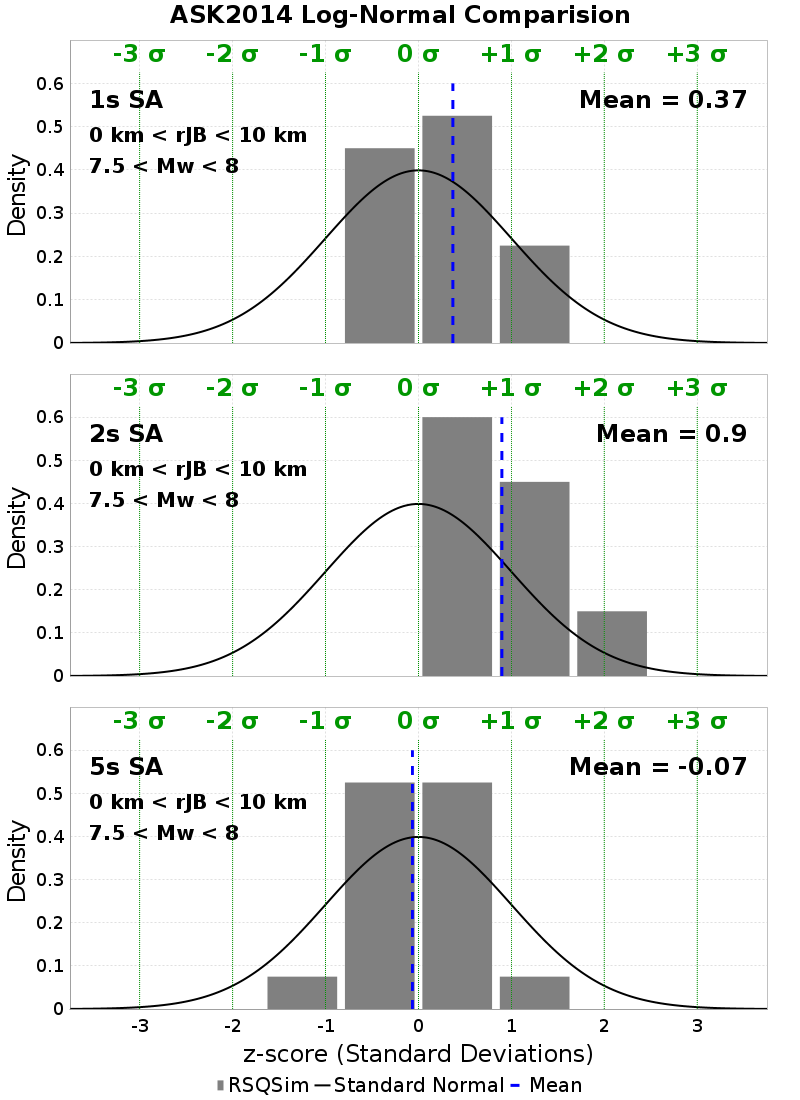 ASK2014 Log-Normal Comparision
-3 σ -2 σ -1 σ 0 σ +1 σ +2 σ +3 σ
1s SA
Mean = 0.37
0 km < rJB < 10 km
7.5 < Mw < 8
Density
0.6
0.5
0.4
0.3
0.2
0.1
0
-3 σ -2 σ -1 σ 0 σ +1 σ +2 σ +3 σ
2s SA
Mean = 0.9
0 km < rJB < 10 km
7.5 < Mw < 8
Density
0.6
0.5
0.4
0.3
0.2
0.1
0
-3 σ -2 σ -1 σ 0 σ +1 σ +2 σ +3 σ
5s SA
Mean = -0.07
0 km < rJB < 10 km
7.5 < Mw < 8
Density
0.6
0.5
0.4
0.3
0.2
0.1
0
-3 -2 -1 0 1 2 3
z-score (Standard Deviations)
RSQSim Standard Normal Mean